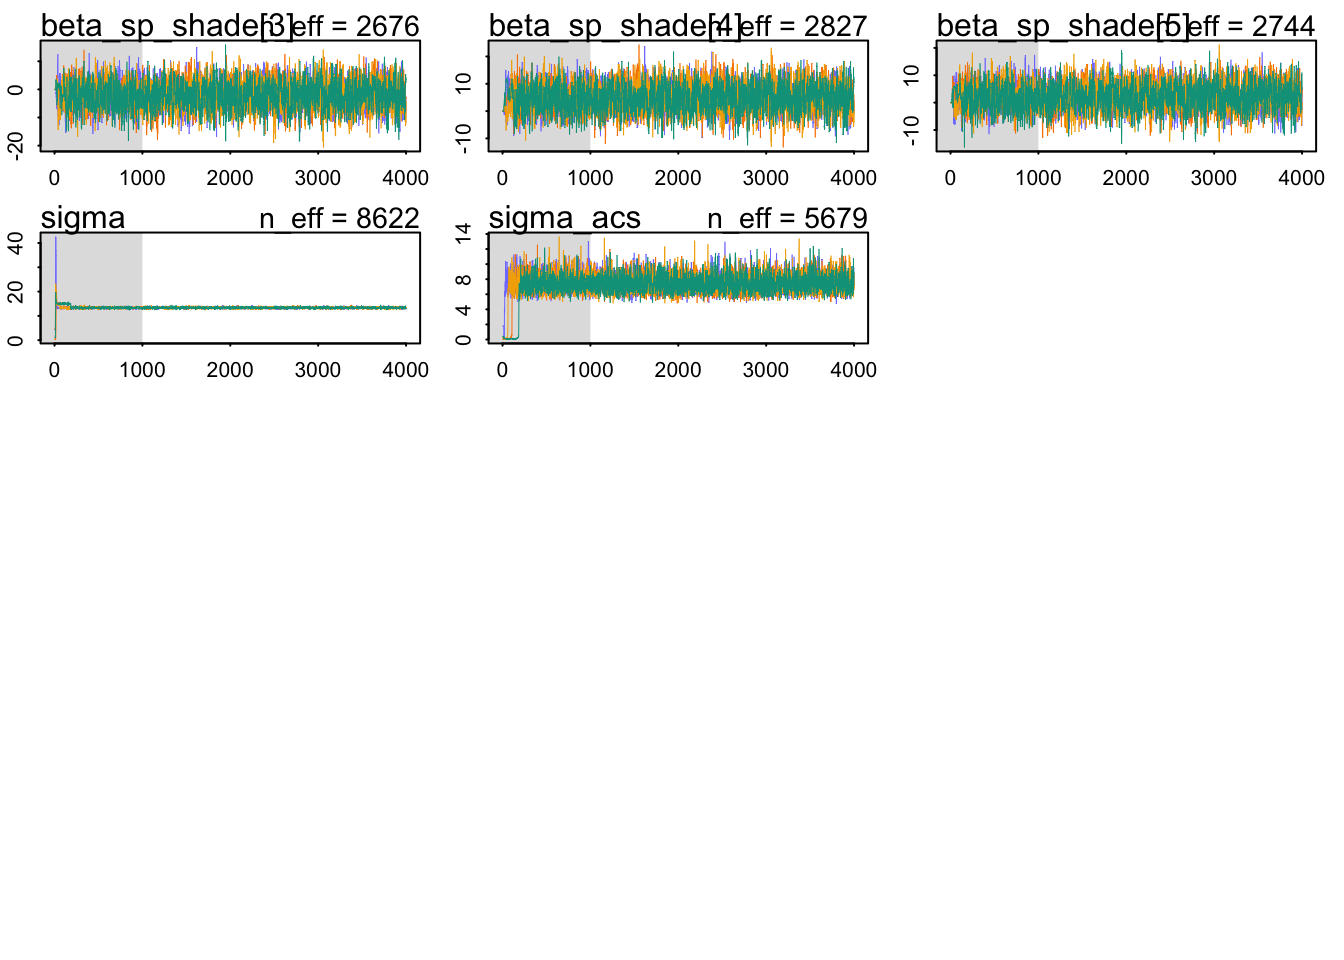 beta_sp_shade[3] n_eff = 2676
0
-20
0 1000 2000 3000 4000
beta_sp_shade[4] n_eff = 2827
10
-10
0 1000 2000 3000 4000
beta_sp_shade[5] n_eff = 2744
10
-10
0 1000 2000 3000 4000
sigma n_eff = 8622
40
20
0
0 1000 2000 3000 4000
sigma_acs n_eff = 5679
14
8
4
0
0 1000 2000 3000 4000